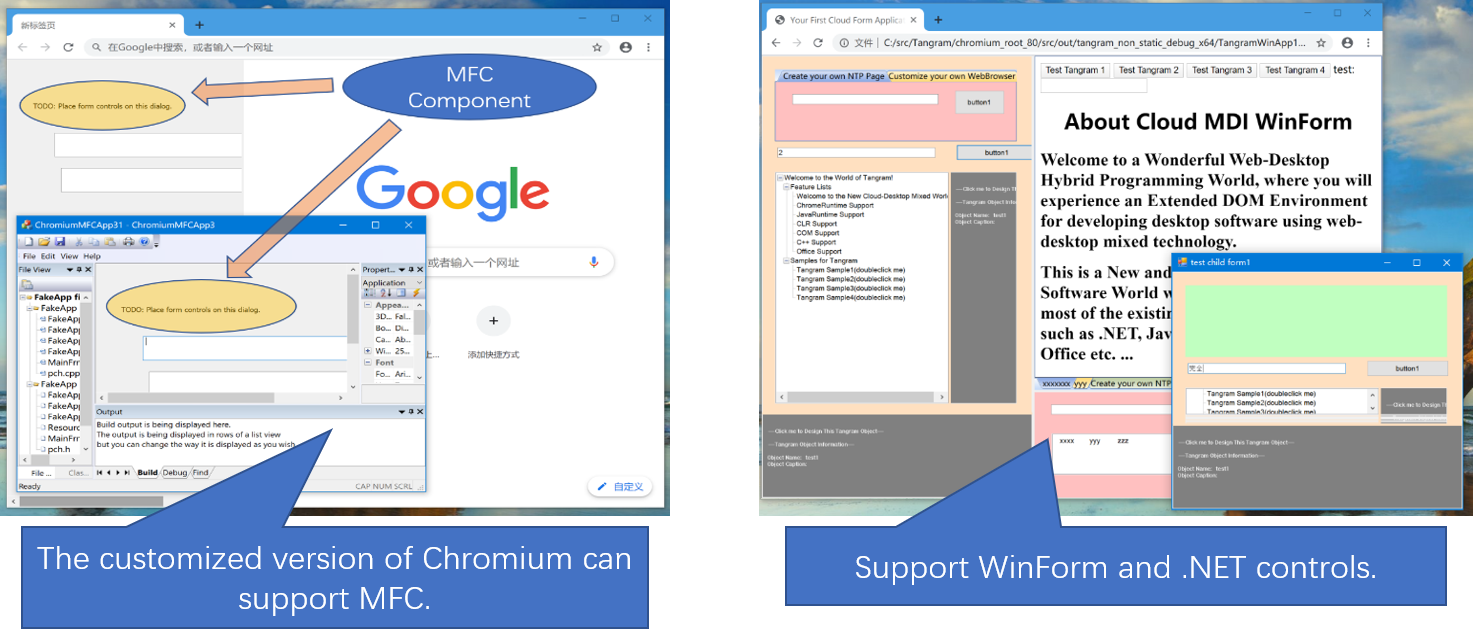 新标签页
在Google中搜索，或者输入一个网址
MFC
Component
TODO: Place form controls on this dialog.
Google
ChromiumMFCApp31 - ChromiumMFCApp3
File Edit View Help
File View
Propert...
Application
FakeApp fi
FakeApp
FakeApp
FakeApp
FakeApp
FakeApp
MainFrr
pch.cpp
FakeApp
FakeApp
FakeApp
FakeApp
Resourc
MainFrr
pch.h
TODO: Place form controls on this dialog.
Appea...
3D... Fal...
Bo... Di...
Ca... Ab...
Wi... 25...
Font
Fo... Ari...
或者输入一个网址
上...
添加快捷方式
Output
Build output is being displayed here.
The output is being displayed in rows of a list view
but you can change the way it is displayed as you wish
File ... Clas...
Build Debug Find
Ready
CAP NUM SCRL
自定义
The customized version of Chromium can
support MFC.
Your First Cloud Form Applicat
文件 | C:/src/Tangram/chromium_root_80/src/out/tangram_non_static_debug_x64/TangramWinApp1...
Create your own NTP Page Customize your own WebBrowser
button1
2
button1
Welcome to the World of Tangram!
Feature Lists
Welcome to the New Cloud-Desktop Mixed Worl
ChromeRuntime Support
JavaRuntime Support
CLR Support
COM Support
C++ Support
Office Support
Samples for Tangram
Tangram Sample1(doubleclick me)
Tangram Sample2(doubleclick me)
Tangram Sample3(doubleclick me)
Tangram Sample4(doubleclick me)
---Click me to Design Th
---Tangram Object Info
Object Name: test1
Object Caption:
---Click me to Design This Tangram Object---
---Tangram Object Information---
Object Name: test1
Object Caption:
Test Tangram 1 Test Tangram 2 Test Tangram 3 Test Tangram 4 test:
About Cloud MDI WinForm
Welcome to a Wonderful Web-Desktop
Hybrid Programming World, where you will
experience an Extended DOM Environment
for developing desktop software using web-
desktop mixed technology.
This is a New and
Software World w
most of the existin
such as .NET, Jav
Office etc. ...
xxxxxxx yyy Create your own NTP
xxxx yyy zzz
test child form1
完全
button1
Tangram Sample1(doubleclick me)
Tangram Sample2(doubleclick me)
Tangram Sample3(doubleclick me)
---Click me to Design Tl
---Click me to Design This Tangram Object---
---Tangram Object Information---
Object Name: test1
Object Caption:
Support WinForm and .NET controls.